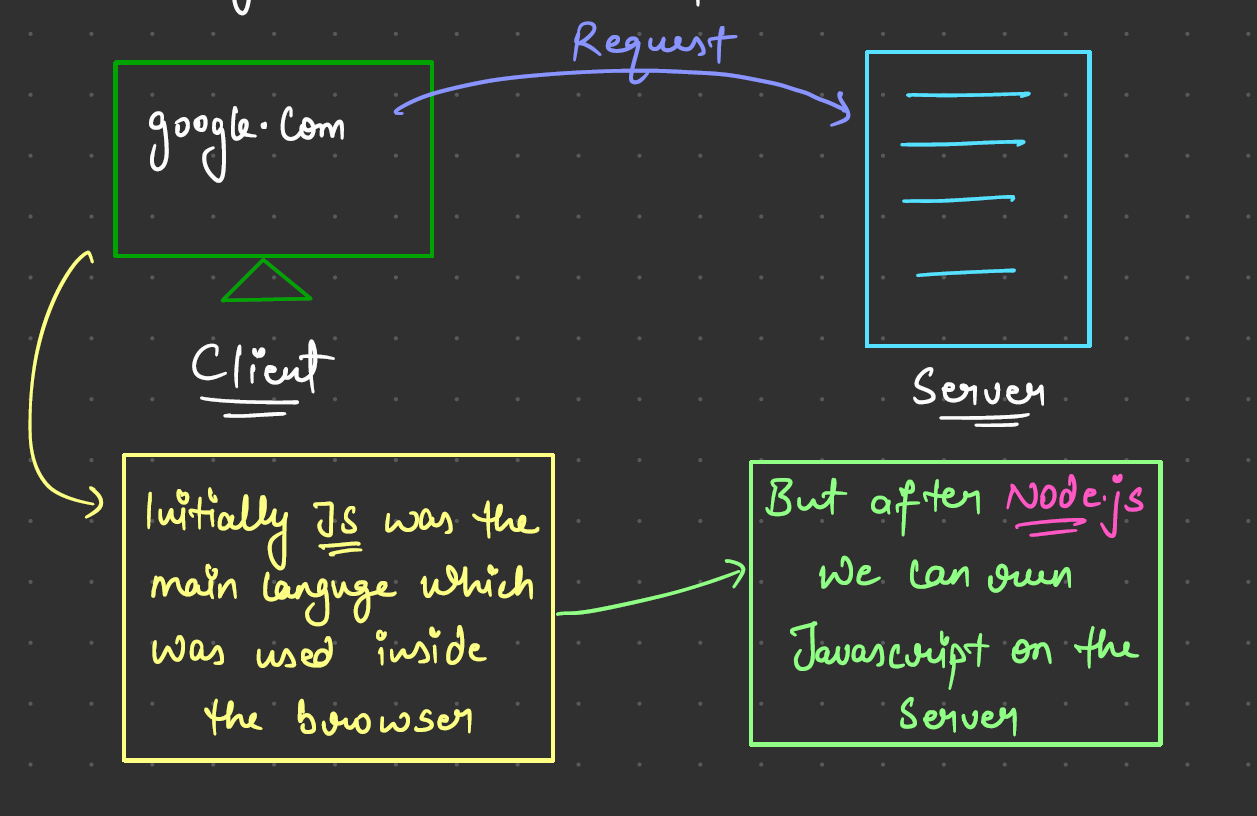 Request
google.com
Client
Server
Initially JS was the
main languge which
was used inside
the browser
But after Node.js
we can run
Javascript on the
Server